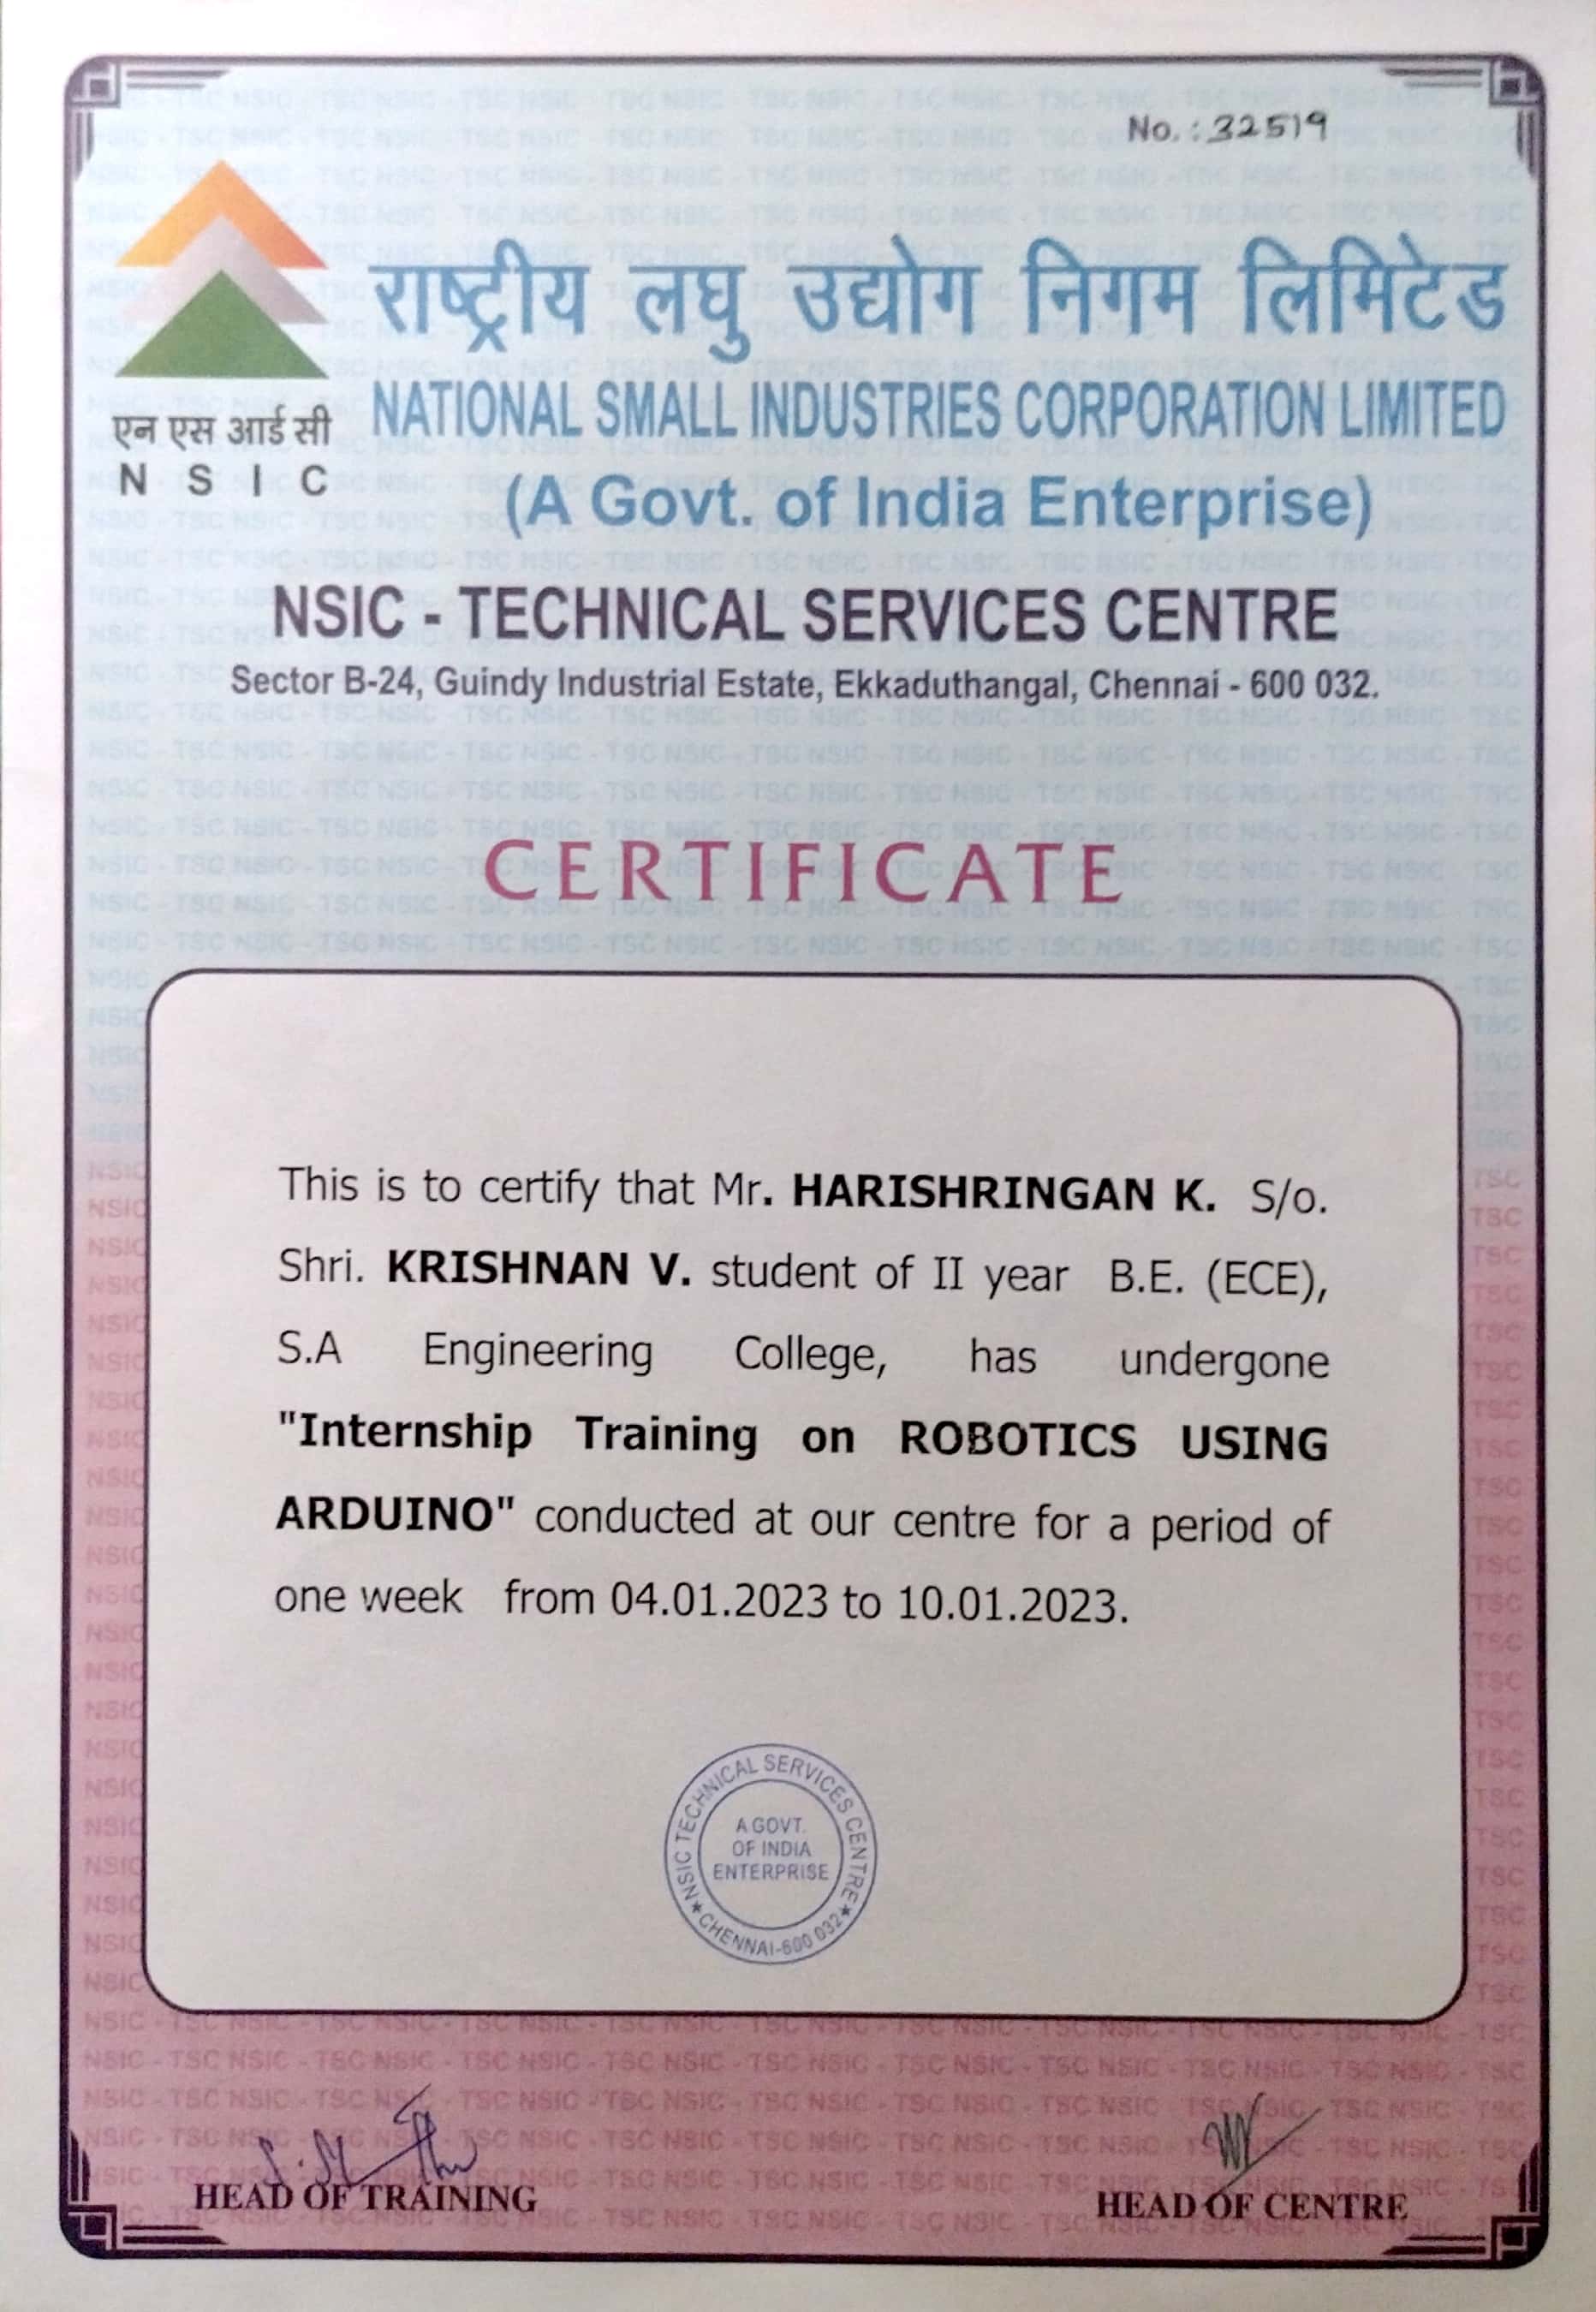 No. : 32519
राष्ट्रीय लघु उद्योग निगम लिमिटेड
एन एस आई सी
N S I C
NATIONAL SMALL INDUSTRIES CORPORATION LIMITED
(A Govt. of India Enterprise)
NSIC - TECHNICAL SERVICES CENTRE
Sector B-24, Guindy Industrial Estate, Ekkaduthangal, Chennai - 600 032.
CERTIFICATE
This is to certify that Mr. HARISHRINGAN K. S/o.
Shri. KRISHNAN V. student of II year B.E. (ECE),
S.A Engineering College, has undergone
"Internship Training on ROBOTICS USING
ARDUINO" conducted at our centre for a period of
one week from 04.01.2023 to 10.01.2023.
NSIC TECHNICAL SERVICES CENTRE
A GOVT.
OF INDIA
ENTERPRISE
★ CHENNAI-600 032 ★
HEAD OF TRAINING
HEAD OF CENTRE